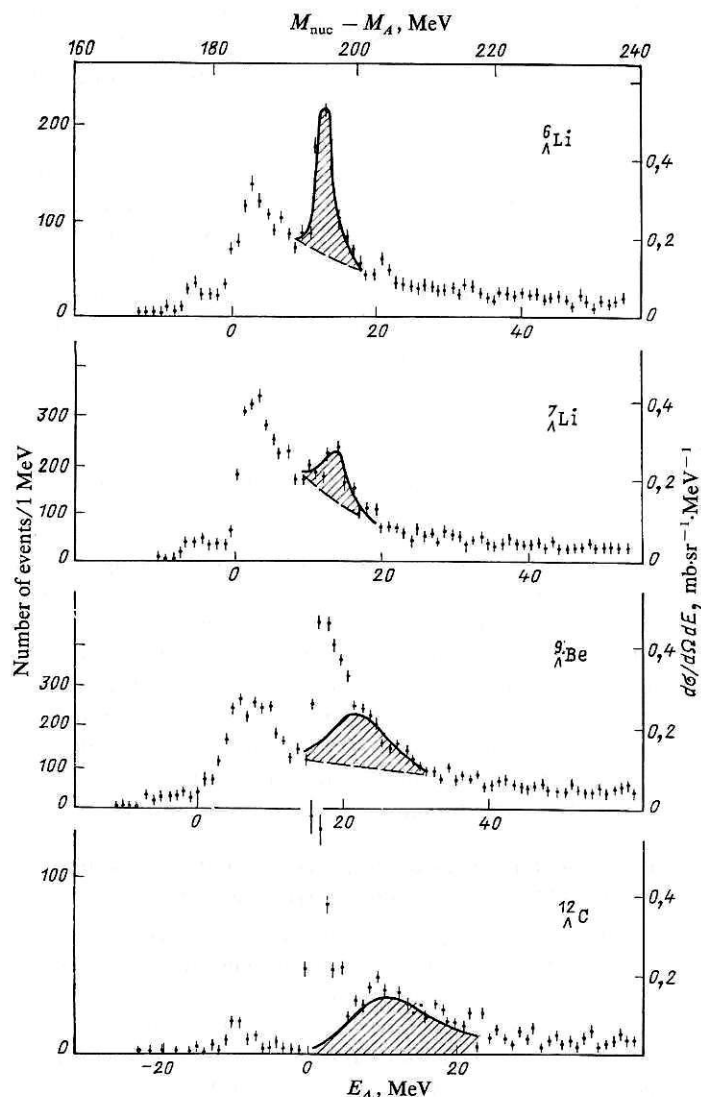 M_nuc – M_A, MeV
160 180 200 220 240
200
100
0
⁶_ΛLi
0,4
0,2
0
0 20 40
300
200
100
0
⁷_ΛLi
0,4
0,2
0
0 20 40
300
200
100
0
⁹_ΛBe
0,4
0,2
0
0 20 40
100
0
¹²_ΛC
0,4
0,2
0
–20 0 20
E_Λ, MeV
Number of events/1 MeV
dσ/dΩdE, mb·sr⁻¹·MeV⁻¹